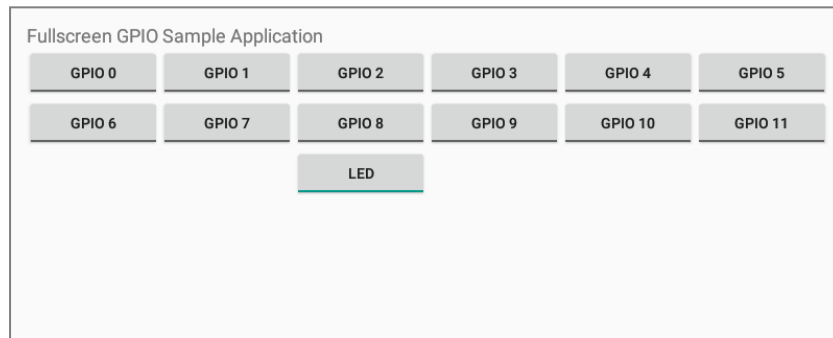 Fullscreen GPIO Sample Application
GPIO 0 GPIO 1 GPIO 2 GPIO 3 GPIO 4 GPIO 5
GPIO 6 GPIO 7 GPIO 8 GPIO 9 GPIO 10 GPIO 11
LED